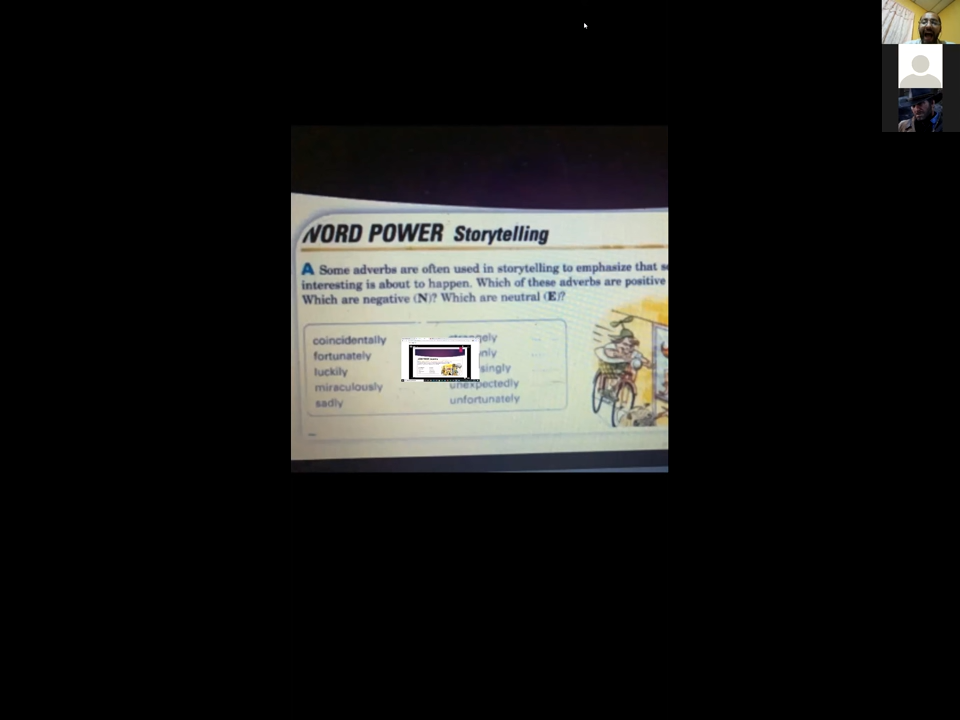 WORD POWER Storytelling
A Some adverbs are often used in storytelling to emphasize that
interesting is about to happen. Which of these adverbs are positive
Which are negative (N)? Which are neutral (E)?
coincidentally
fortunately
luckily
miraculously
sadly
strangely
unexpectedly
unfortunately